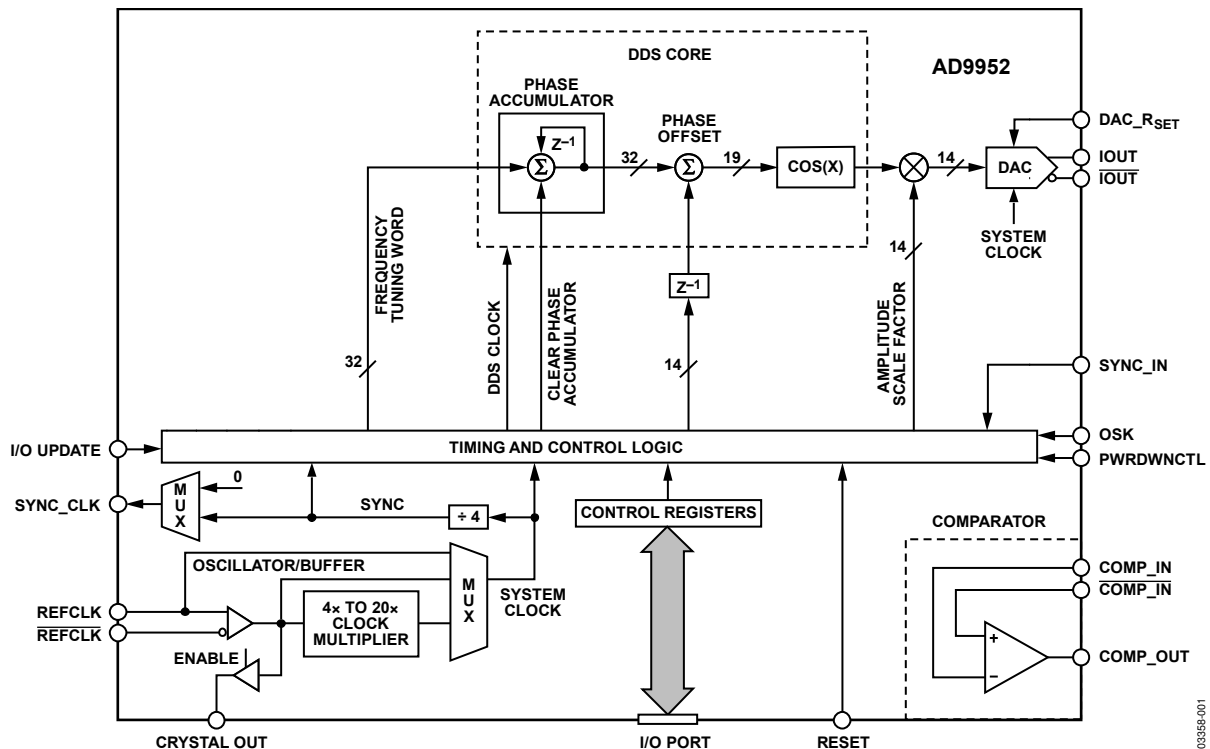 DDS CORE
AD9952
PHASE
ACCUMULATOR
PHASE
OFFSET
DAC_RSET
Z–1
32
19
14
Σ
Σ
COS(X)
DAC
IOUT
IOUT
SYSTEM
CLOCK
FREQUENCY
TUNING WORD
DDS CLOCK
CLEAR PHASE
ACCUMULATOR
Z–1
14
AMPLITUDE
SCALE FACTOR
32
14
SYNC_IN
I/O UPDATE
TIMING AND CONTROL LOGIC
OSK
PWRDWNCTL
SYNC_CLK
MUX
0
SYNC
÷ 4
CONTROL REGISTERS
COMPARATOR
OSCILLATOR/BUFFER
MUX
SYSTEM
CLOCK
REFCLK
REFCLK
4× TO 20×
CLOCK
MULTIPLIER
ENABLE
COMP_IN
COMP_IN
+
–
COMP_OUT
CRYSTAL OUT
I/O PORT
RESET
03358-001